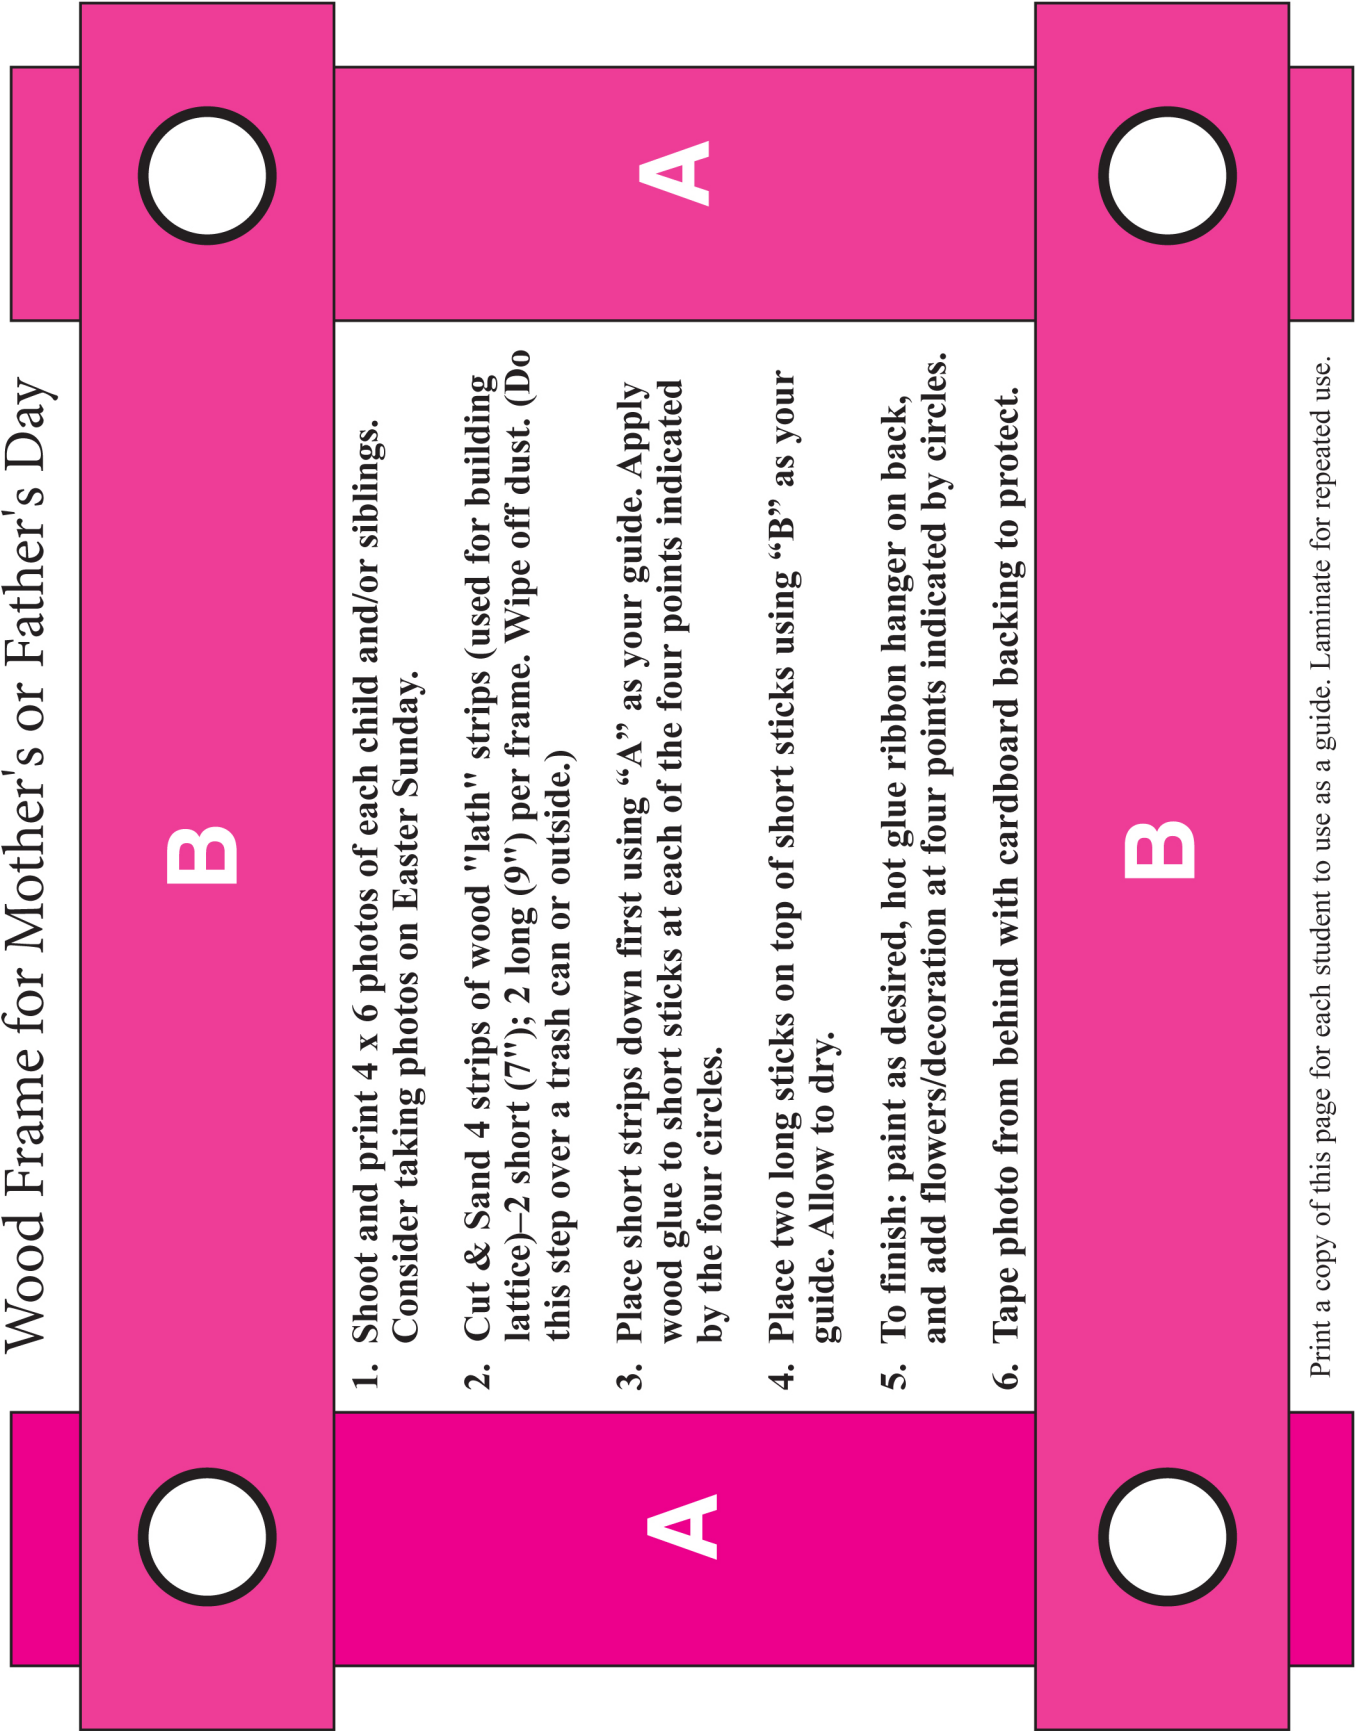 Wood Frame for Mother's or Father's Day
B
1. Shoot and print 4 x 6 photos of each child and/or siblings.
Consider taking photos on Easter Sunday.
2. Cut & Sand 4 strips of wood "lath" strips (used for building
lattice)–2 short (7"); 2 long (9") per frame. Wipe off dust. (Do
this step over a trash can or outside.)
3. Place short strips down first using “A” as your guide. Apply
wood glue to short sticks at each of the four points indicated
by the four circles.
4. Place two long sticks on top of short sticks using “B” as your
guide. Allow to dry.
5. To finish: paint as desired, hot glue ribbon hanger on back,
and add flowers/decoration at four points indicated by circles.
6. Tape photo from behind with cardboard backing to protect.
A
A
B
Print a copy of this page for each student to use as a guide. Laminate for repeated use.